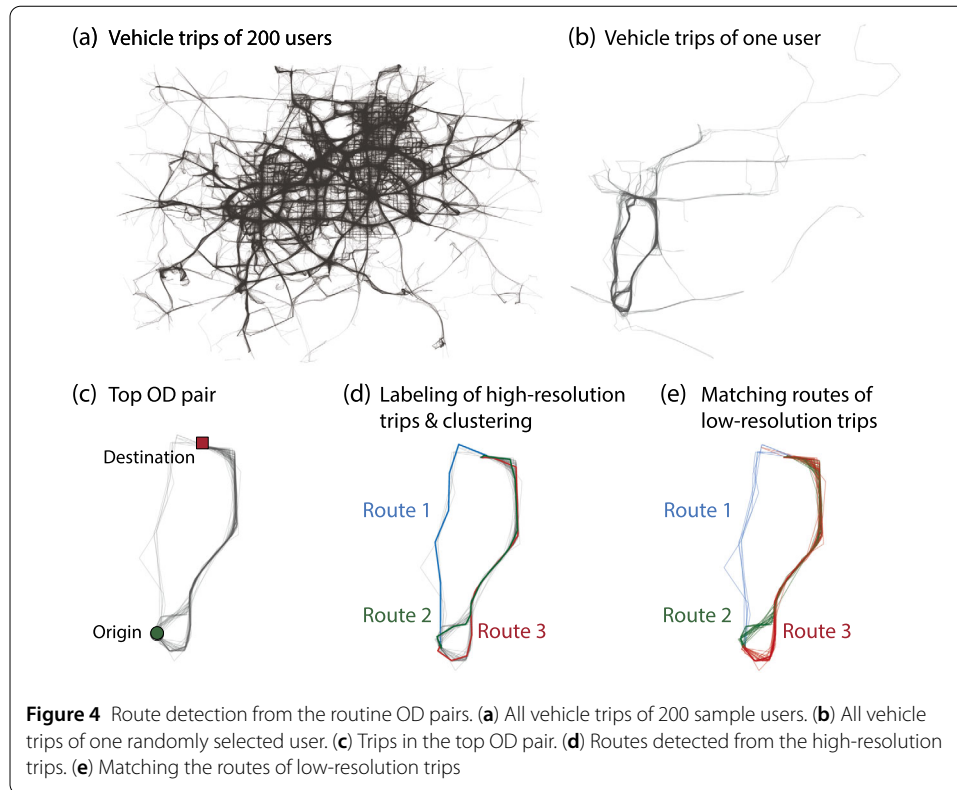 (a) Vehicle trips of 200 users
(b) Vehicle trips of one user
(c) Top OD pair
Destination
Origin
(d) Labeling of high-resolution
trips & clustering
Route 1
Route 2
Route 3
(e) Matching routes of
low-resolution trips
Route 1
Route 2
Route 3
Figure 4 Route detection from the routine OD pairs. (a) All vehicle trips of 200 sample users. (b) All vehicle
trips of one randomly selected user. (c) Trips in the top OD pair. (d) Routes detected from the high-resolution
trips. (e) Matching the routes of low-resolution trips